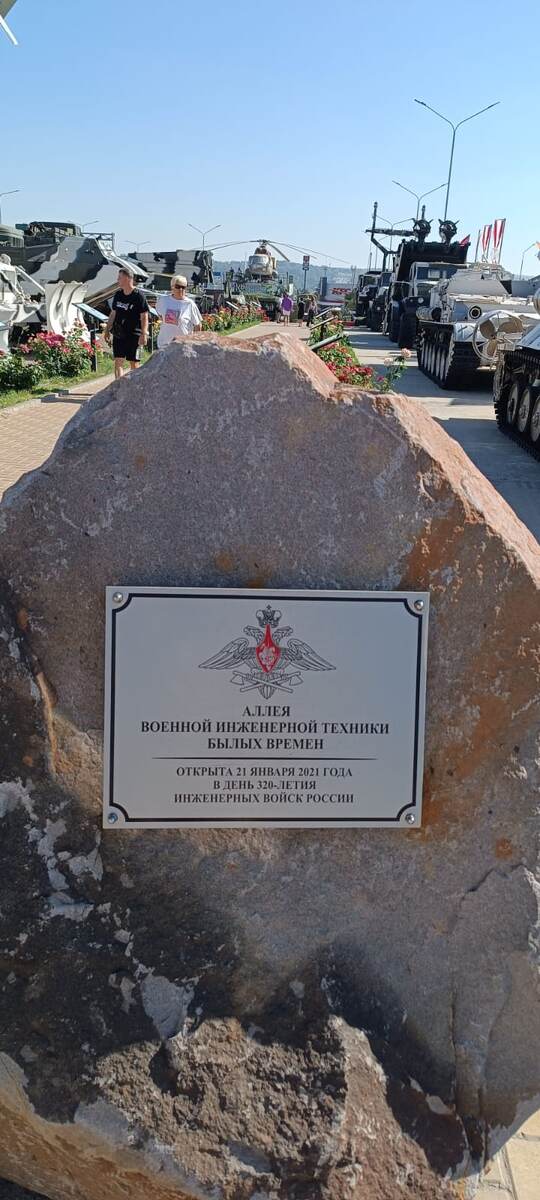 АЛЛЕЯ
ВОЕННОЙ ИНЖЕНЕРНОЙ ТЕХНИКИ
БЫЛЫХ ВРЕМЕН
ОТКРЫТА 21 ЯНВАРЯ 2021 ГОДА
В ДЕНЬ 320-ЛЕТИЯ
ИНЖЕНЕРНЫХ ВОЙСК РОССИИ